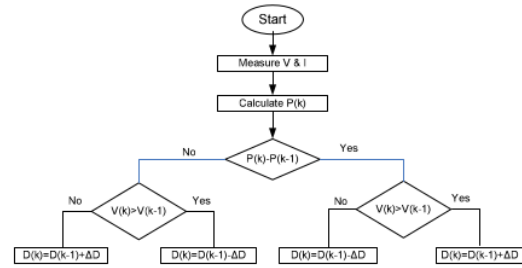 Start
Measure V & I
Calculate P(k)
P(k)-P(k-1)
No
Yes
V(k)>V(k-1)
No
Yes
V(k)>V(k-1)
No
Yes
D(k)=D(k-1)+ΔD
D(k)=D(k-1)-ΔD
D(k)=D(k-1)-ΔD
D(k)=D(k-1)+ΔD